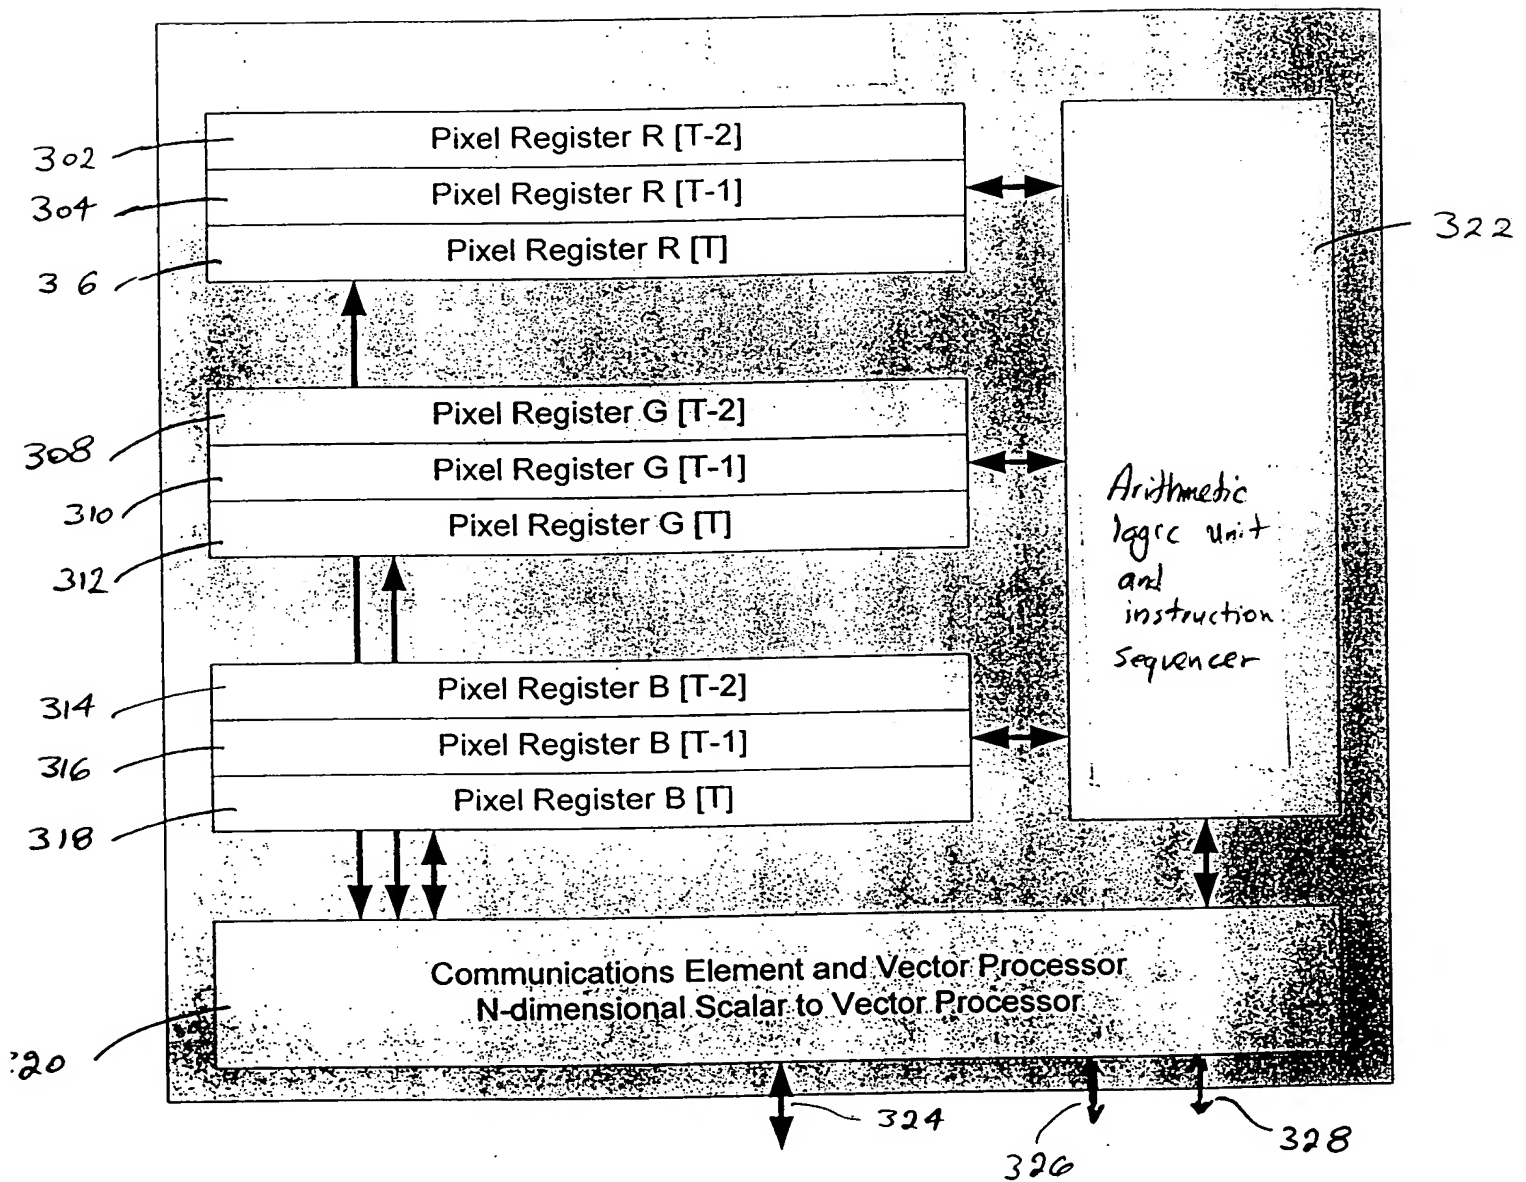 302
Pixel Register R [T-2]
304
Pixel Register R [T-1]
36
Pixel Register R [T]
322
308
Pixel Register G [T-2]
310
Pixel Register G [T-1]
312
Pixel Register G [T]
Arithmetic
logic unit
and
instruction
sequencer
314
Pixel Register B [T-2]
316
Pixel Register B [T-1]
318
Pixel Register B [T]
Communications Element and Vector Processor
N-dimensional Scalar to Vector Processor
20
324
326
328